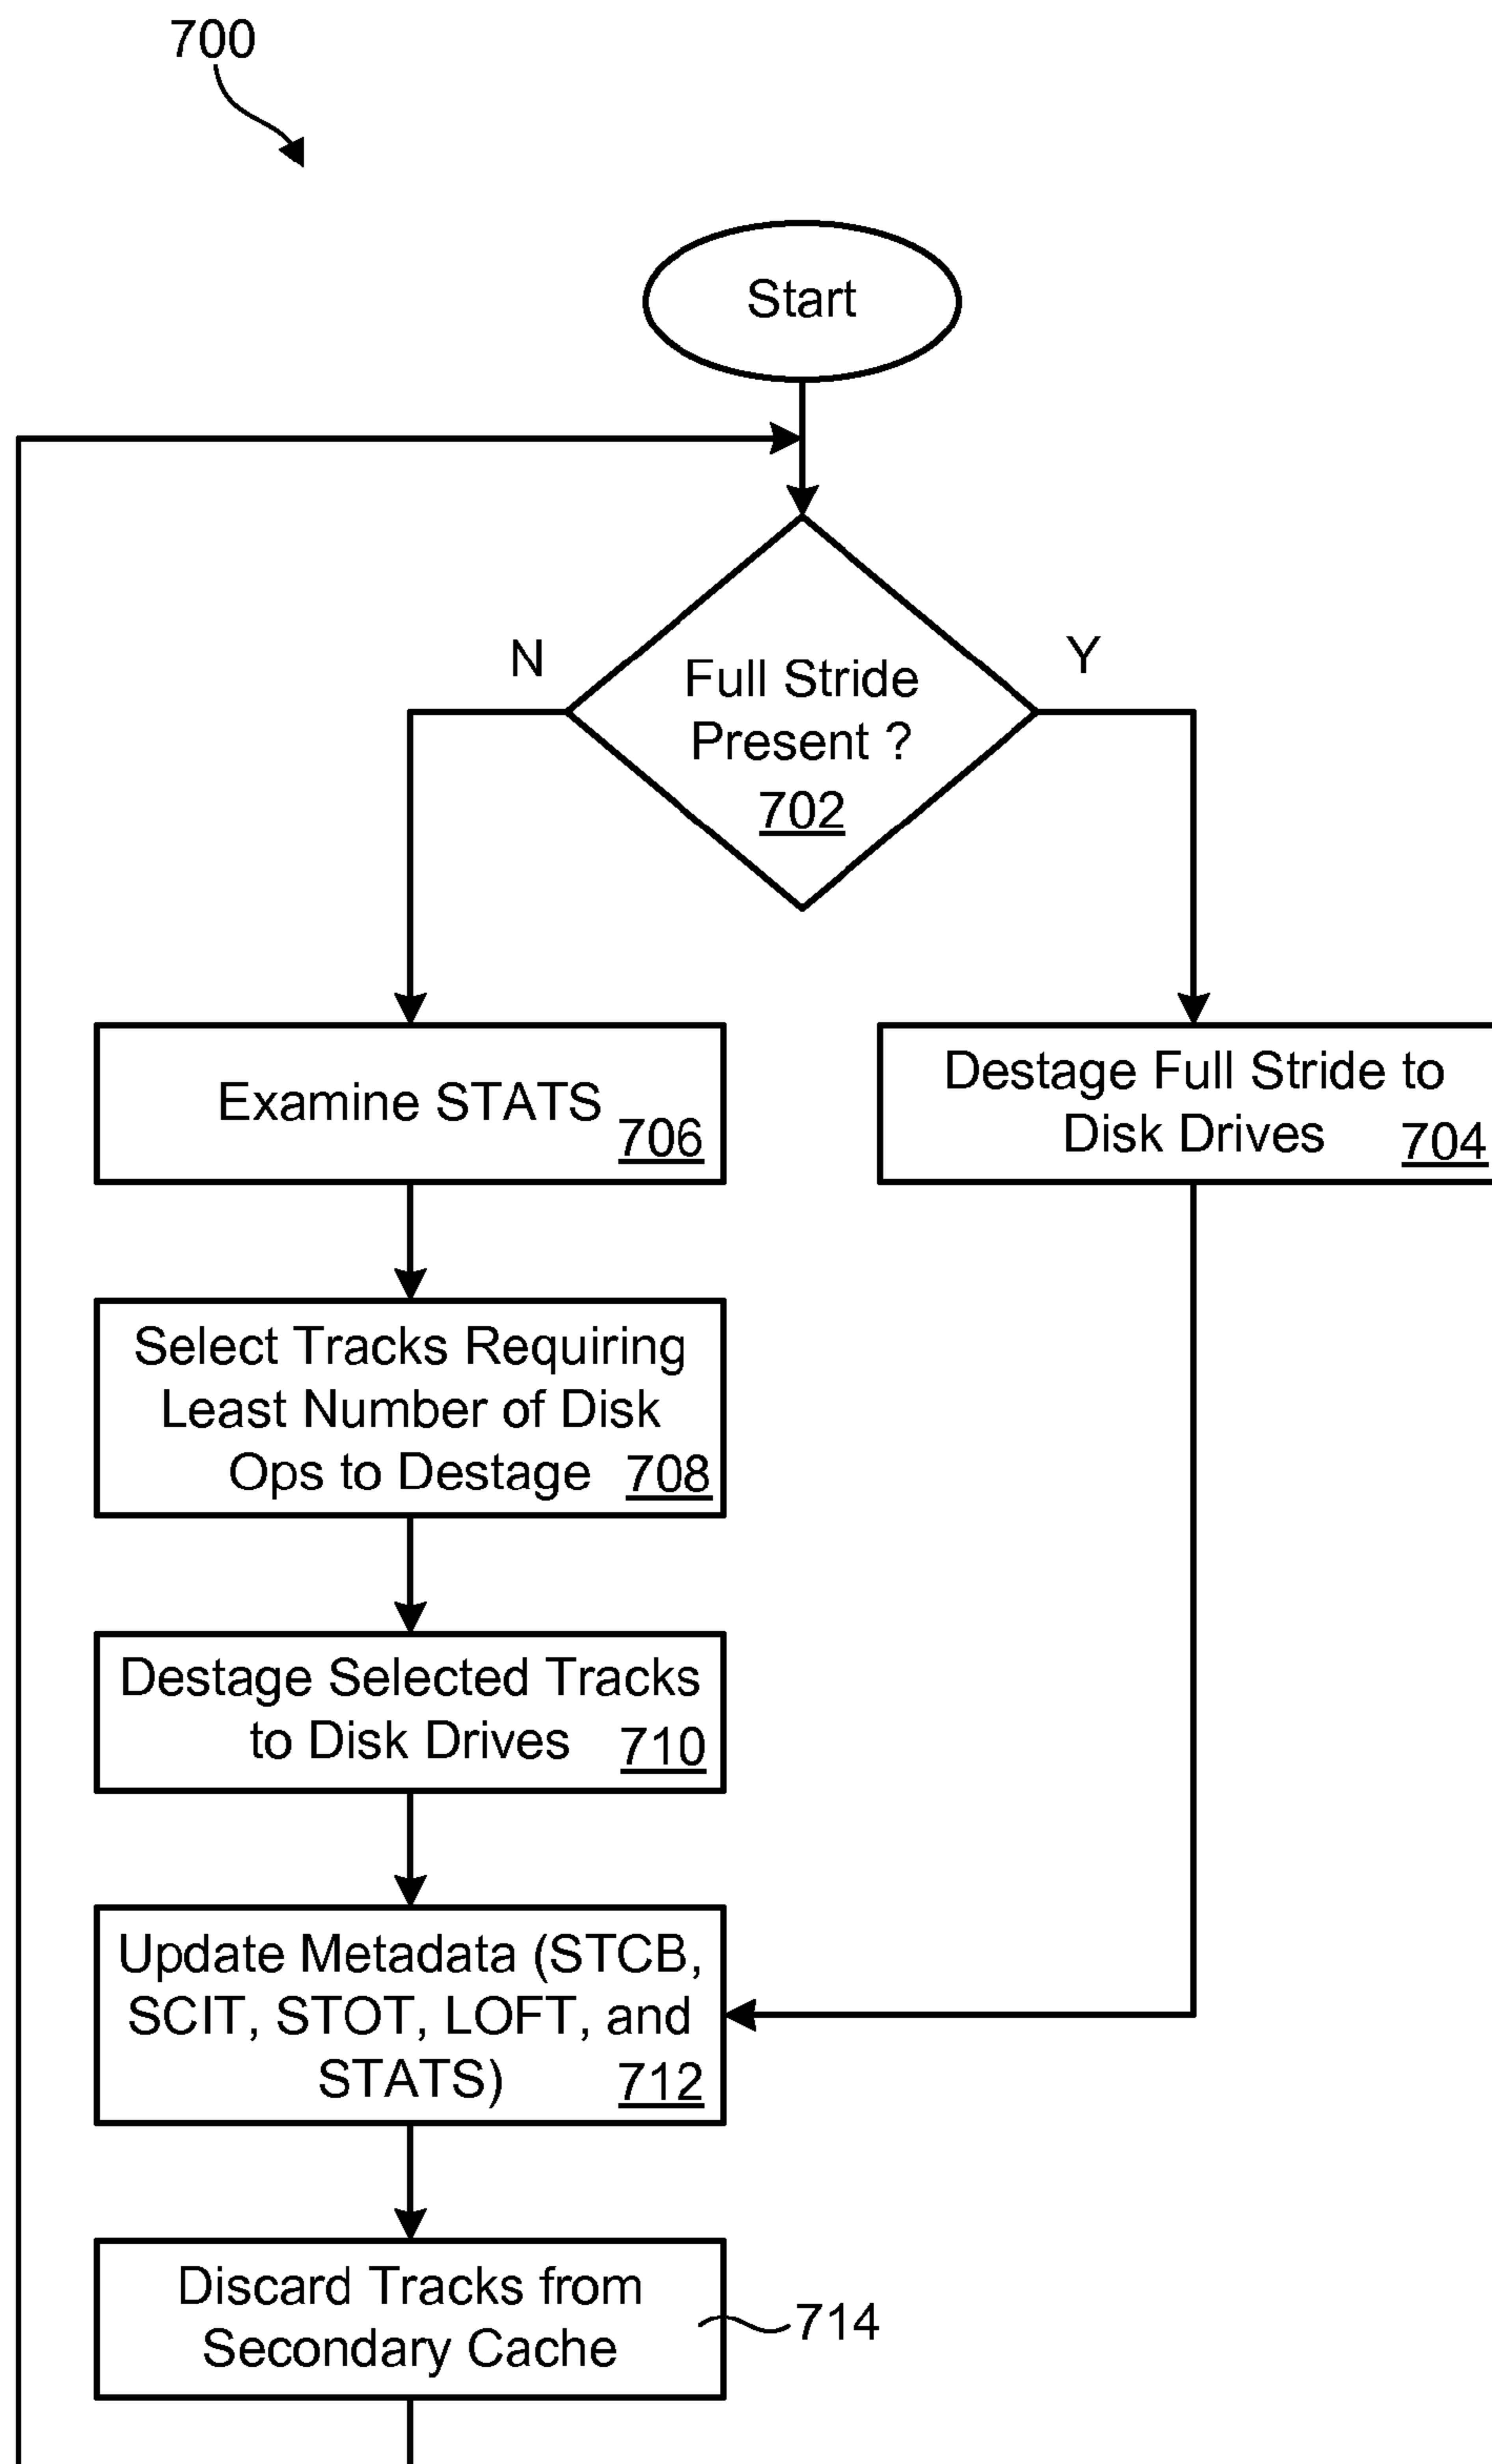 700
Start
N
Y
Full Stride
Present ?
702
Examine STATS
706
Destage Full Stride to
Disk Drives
704
Select Tracks Requiring
Least Number of Disk
Ops to Destage 708
Destage Selected Tracks
to Disk Drives 710
Update Metadata (STCB,
SCIT, STOT, LOFT, and
STATS) 712
Discard Tracks from
Secondary Cache
714